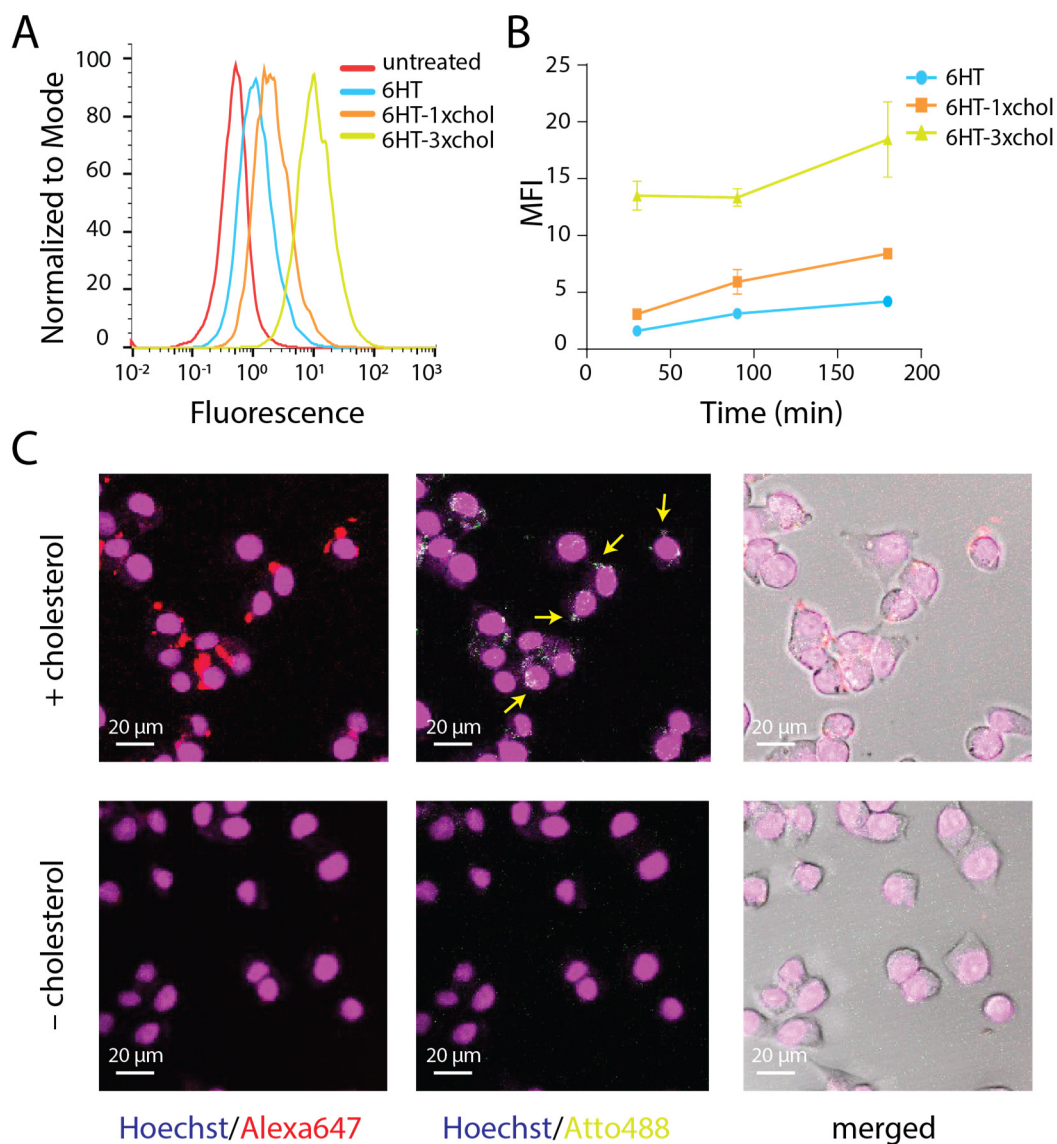 A
Normalized to Mode
100
80
60
40
20
0
10⁻² 10⁻¹ 10⁰ 10¹ 10² 10³
Fluorescence
untreated
6HT
6HT-1xchol
6HT-3xchol
B
MFI
25
20
15
10
5
0
0 50 100 150 200
Time (min)
6HT
6HT-1xchol
6HT-3xchol
C
+ cholesterol
20 µm
20 µm
20 µm
– cholesterol
20 µm
20 µm
20 µm
Hoechst/Alexa647
Hoechst/Atto488
merged